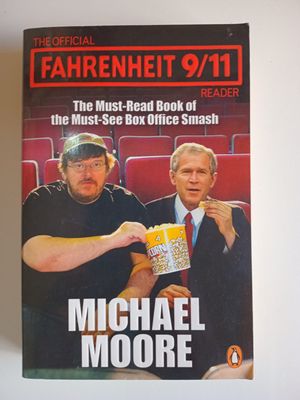 THE OFFICIAL
FAHRENHEIT 9/11
READER
The Must-Read Book of
the Must-See Box Office Smash
MICHAEL
MOORE